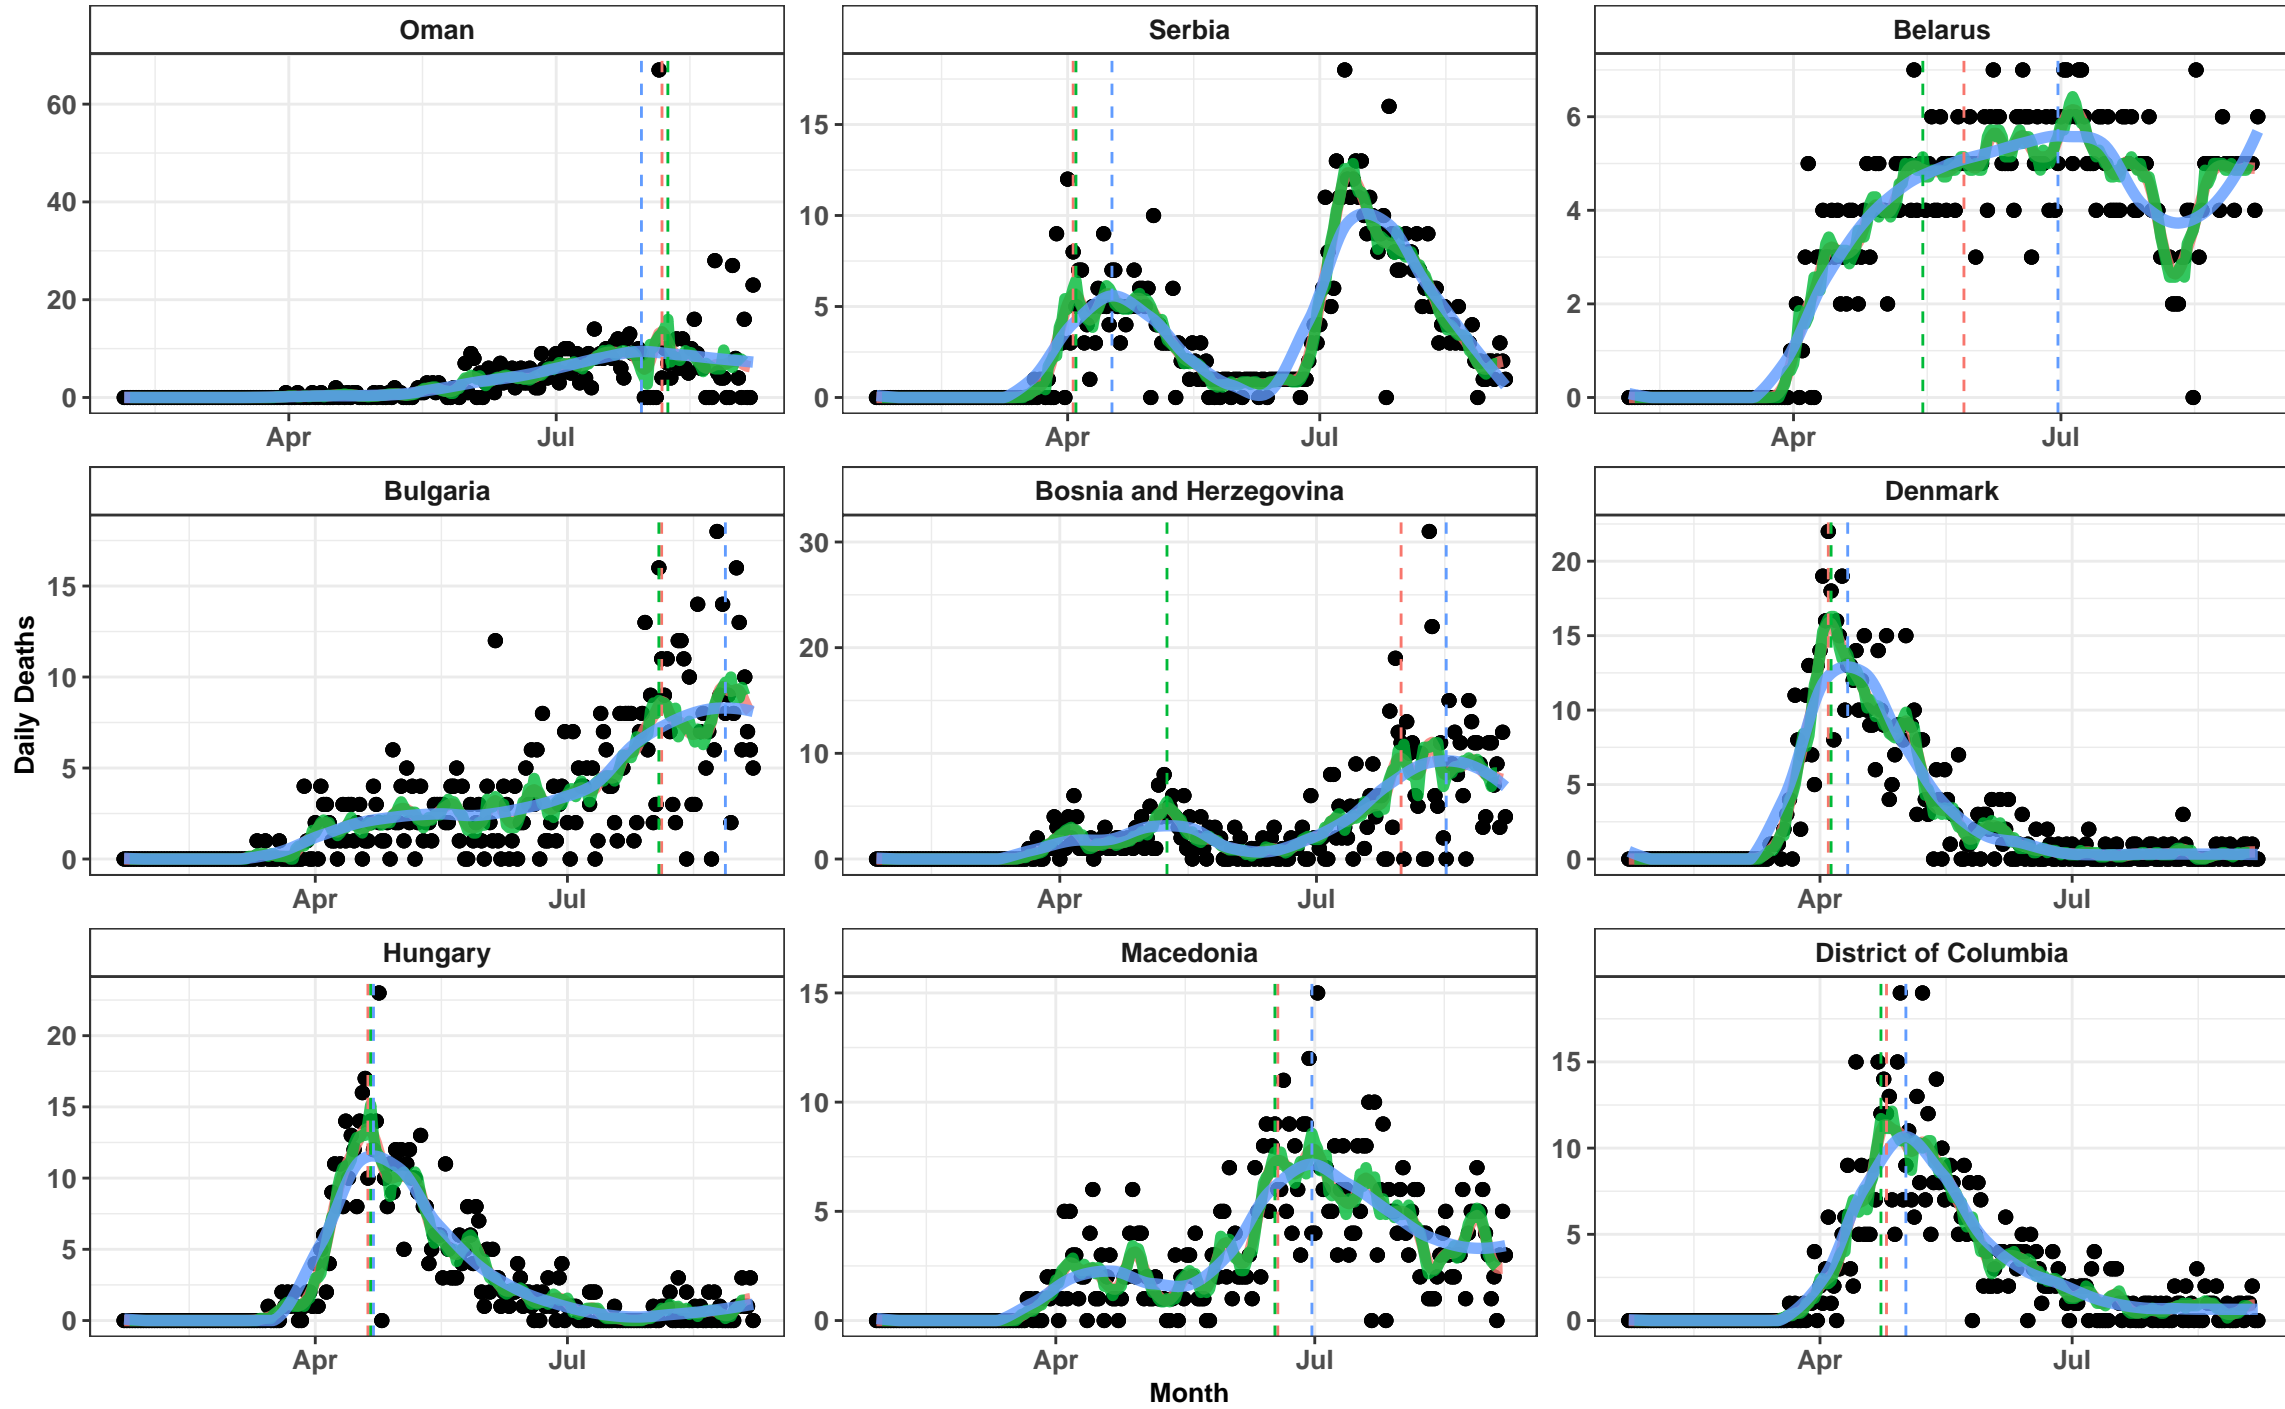 Oman
Serbia
Belarus
60
40
20
0
15
10
5
0
6
4
2
0
Apr
Jul
Apr
Jul
Apr
Jul
Bulgaria
Bosnia and Herzegovina
Denmark
15
10
5
0
30
20
10
0
20
15
10
5
0
Apr
Jul
Apr
Jul
Apr
Jul
Daily Deaths
Hungary
Macedonia
District of Columbia
20
15
10
5
0
15
10
5
0
15
10
5
0
Apr
Jul
Apr
Jul
Apr
Jul
Month